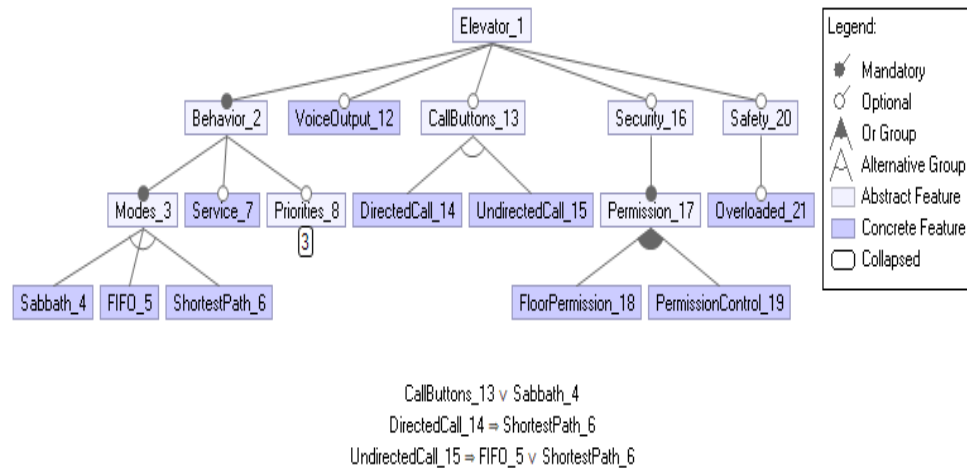 Elevator_1
Legend:
Mandatory
Optional
Or Group
Alternative Group
Abstract Feature
Concrete Feature
Collapsed
Behavior_2 VoiceOutput_12 CallButtons_13 Security_16 Safety_20
Modes_3 Service_7 Priorities_8 DirectedCall_14 UndirectedCall_15 Permission_17 Overloaded_21
3
Sabbath_4 FIFO_5 ShortestPath_6 FloorPermission_18 PermissionControl_19
CallButtons_13 ∨ Sabbath_4
DirectedCall_14 ⇒ ShortestPath_6
UndirectedCall_15 ⇒ FIFO_5 ∨ ShortestPath_6